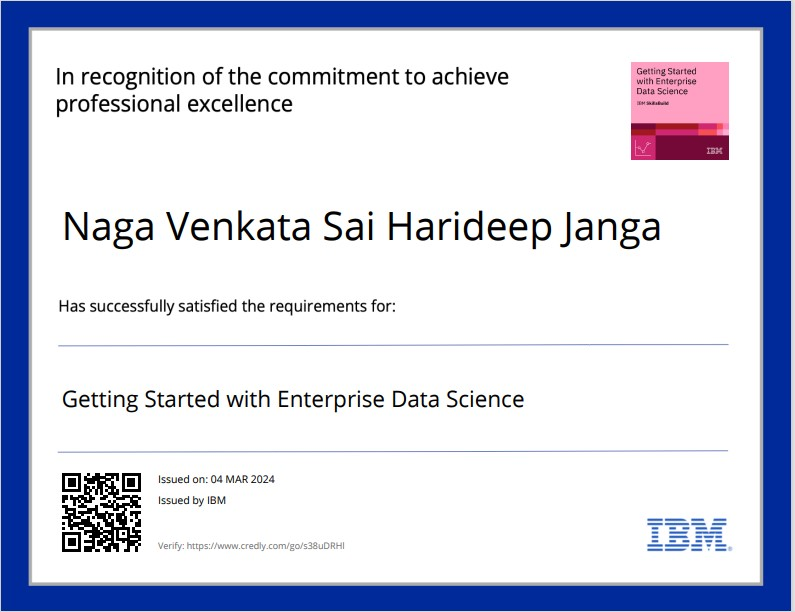 In recognition of the commitment to achieve
professional excellence
Getting Started
with Enterprise
Data Science
IBM SkillsBuild
IBM
Naga Venkata Sai Harideep Janga
Has successfully satisfied the requirements for:
Getting Started with Enterprise Data Science
Issued on: 04 MAR 2024
Issued by IBM
Verify: https://www.credly.com/go/s38uDRHI
IBM®